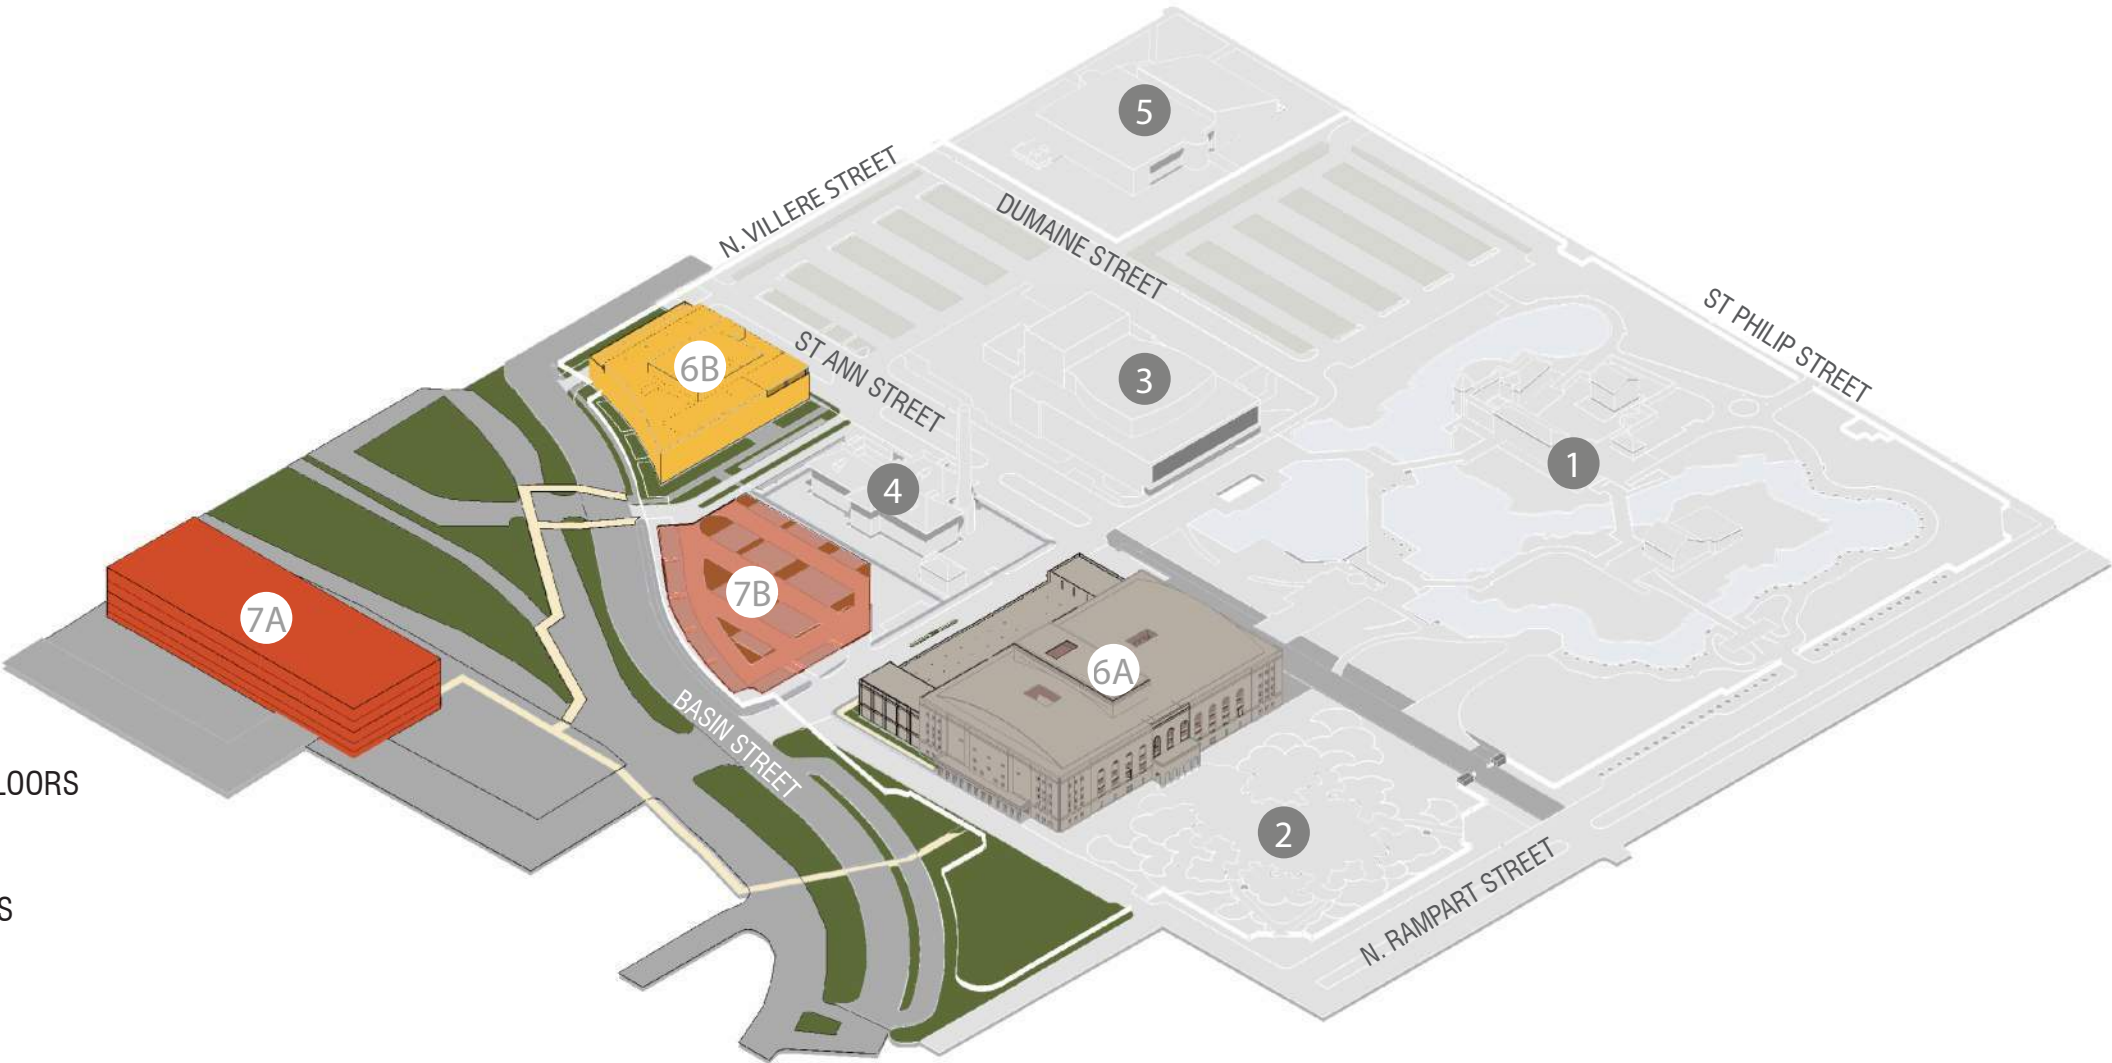 5
N. VILLERE STREET
DUMAINE STREET
ST PHILIP STREET
6B
ST ANN STREET
3
1
4
7B
7A
6A
BASIN STREET
LOORS
2
S
N. RAMPART STREET